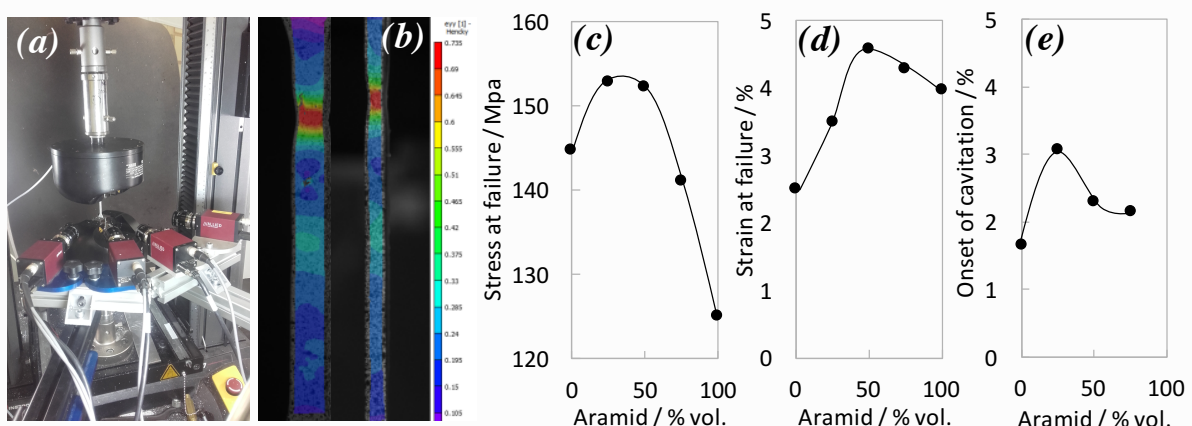 (a)
(b)
eyy [1] -
Hencky
0.735
0.69
0.645
0.6
0.555
0.51
0.465
0.42
0.375
0.33
0.285
0.24
0.195
0.15
0.105
(c)
Stress at failure / Mpa
160
150
140
130
120
0 50 100
Aramid / % vol.
(d)
Strain at failure / %
5
4
3
2
1
0
0 50 100
Aramid / % vol.
(e)
Onset of cavitation / %
5
4
3
2
1
0
0 50 100
Aramid / % vol.